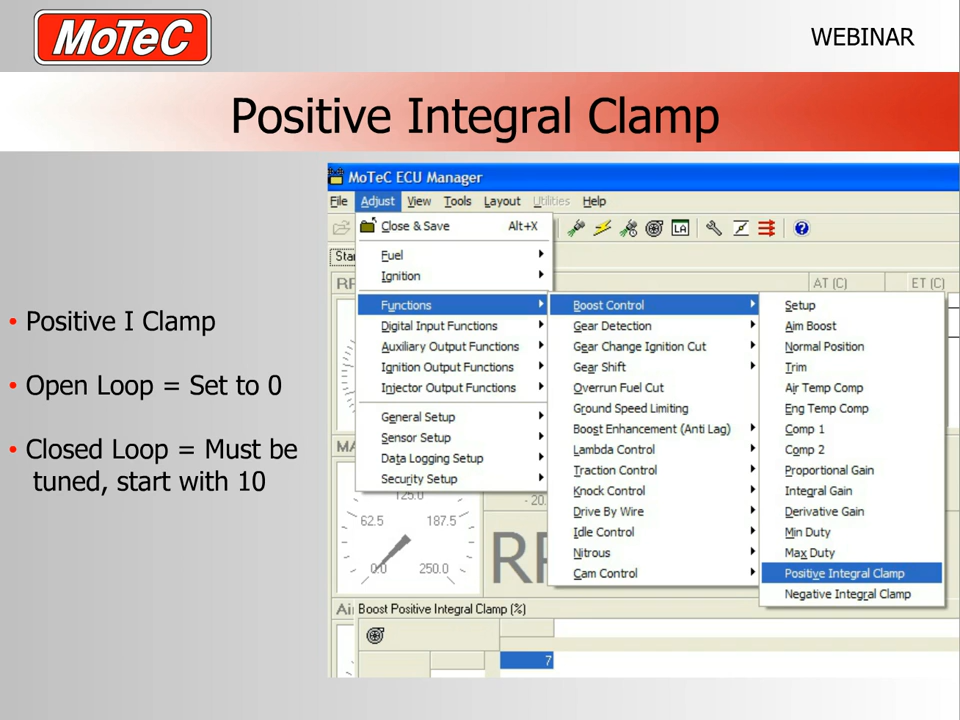 MoTeC
WEBINAR
Positive Integral Clamp
• Positive I Clamp
• Open Loop = Set to 0
• Closed Loop = Must be
tuned, start with 10
MoTeC ECU Manager
File Adjust View Tools Layout Utilities Help
Close & Save Alt+X
Fuel
Ignition
Functions
Digital Input Functions
Auxiliary Output Functions
Ignition Output Functions
Injector Output Functions
General Setup
Sensor Setup
Data Logging Setup
Security Setup
Boost Control
Gear Detection
Gear Change Ignition Cut
Gear Shift
Overrun Fuel Cut
Ground Speed Limiting
Boost Enhancement (Anti Lag)
Lambda Control
Traction Control
Knock Control
Drive By Wire
Idle Control
Nitrous
Cam Control
Setup
Aim Boost
Normal Position
Trim
Air Temp Comp
Eng Temp Comp
Comp 1
Comp 2
Proportional Gain
Integral Gain
Derivative Gain
Min Duty
Max Duty
Positive Integral Clamp
Negative Integral Clamp
LA
AT (C) ET (C)
125.0
62.5 187.5
0.0 250.0
- 20.
Boost Positive Integral Clamp (%)
7